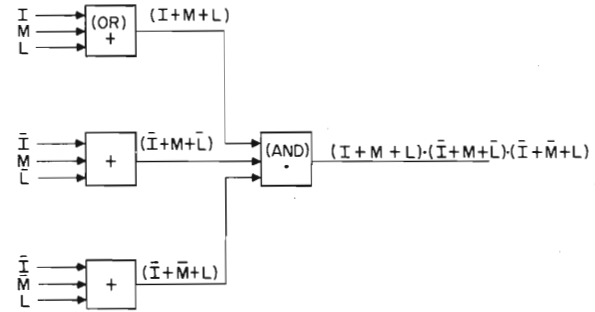 I
M
L
(OR)
+
(I+M+L)
Ī
M
L̄
+
(Ī+M+L̄)
(AND)
·
(I+M+L)·(Ī+M+L̄)·(Ī+M̄+L)
Ī
M̄
L
+
(Ī+M̄+L)